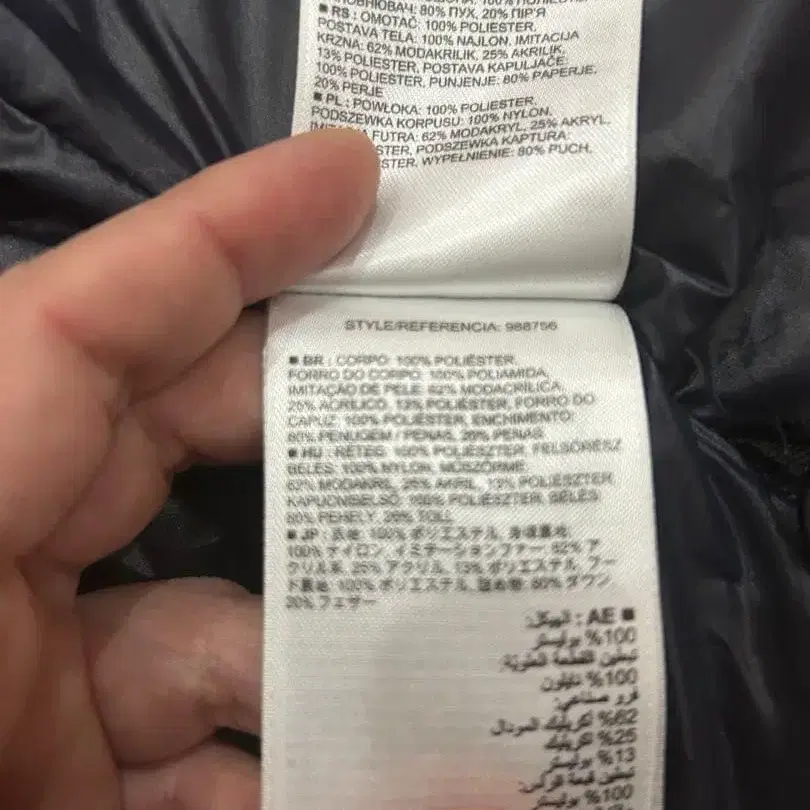 80% ПУХ, 20% ПІР'Я
■ RS : OMOTAČ: 100% POLIESTER,
POSTAVA TELA: 100% NAJLON, IMITACIJA
KRZNA: 62% MODAKRILIK, 25% AKRILIK,
13% POLIESTER, POSTAVA KAPULJAČE:
100% POLIESTER, PUNJENJE: 80% PAPERJE,
20% PERJE
■ PL : POWŁOKA: 100% POLIESTER,
PODSZEWKA KORPUSU: 100% NYLON,
FUTRA: 62% MODAKRYL, 25% AKRYL,
PODSZEWKA KAPTURA:
WYPEŁNIENIE: 80% PUCH,
STYLE/REFERENCIA: 988756
■ BR : CORPO: 100% POLIÉSTER,
FORRO DO CORPO: 100% POLIAMIDA,
IMITAÇÃO DE PELE: 62% MODACRÍLICA,
25% ACRÍLICO, 13% POLIÉSTER, FORRO DO
CAPUZ: 100% POLIÉSTER, ENCHIMENTO:
80% PENUGEM / PENAS, 20% PENAS
■ HU : RÉTEG: 100% POLIÉSZTER, FELSŐRÉSZ
BÉLÉS: 100% NYLON, MŰSZŐRME:
62% MODAKRIL, 25% AKRIL, 13% POLIÉSZTER,
100% POLIÉSZTER, BÉLÉS:
80% PEHELY, 20% TOLL
■ JP : 表地: 100% ポリエステル, 身頃裏地:
100% ナイロン, イミテーションファー: 62% ア
クリル系, 25% アクリル, 13% ポリエステル, フー
ド裏地: 100% ポリエステル, 詰め物: 80% ダウン,
20% フェザー
■ AE : الهيكل:
100% بوليستر
100% نايلون
فرو صناعي:
62%
25%
13% بوليستر
100% بوليستر